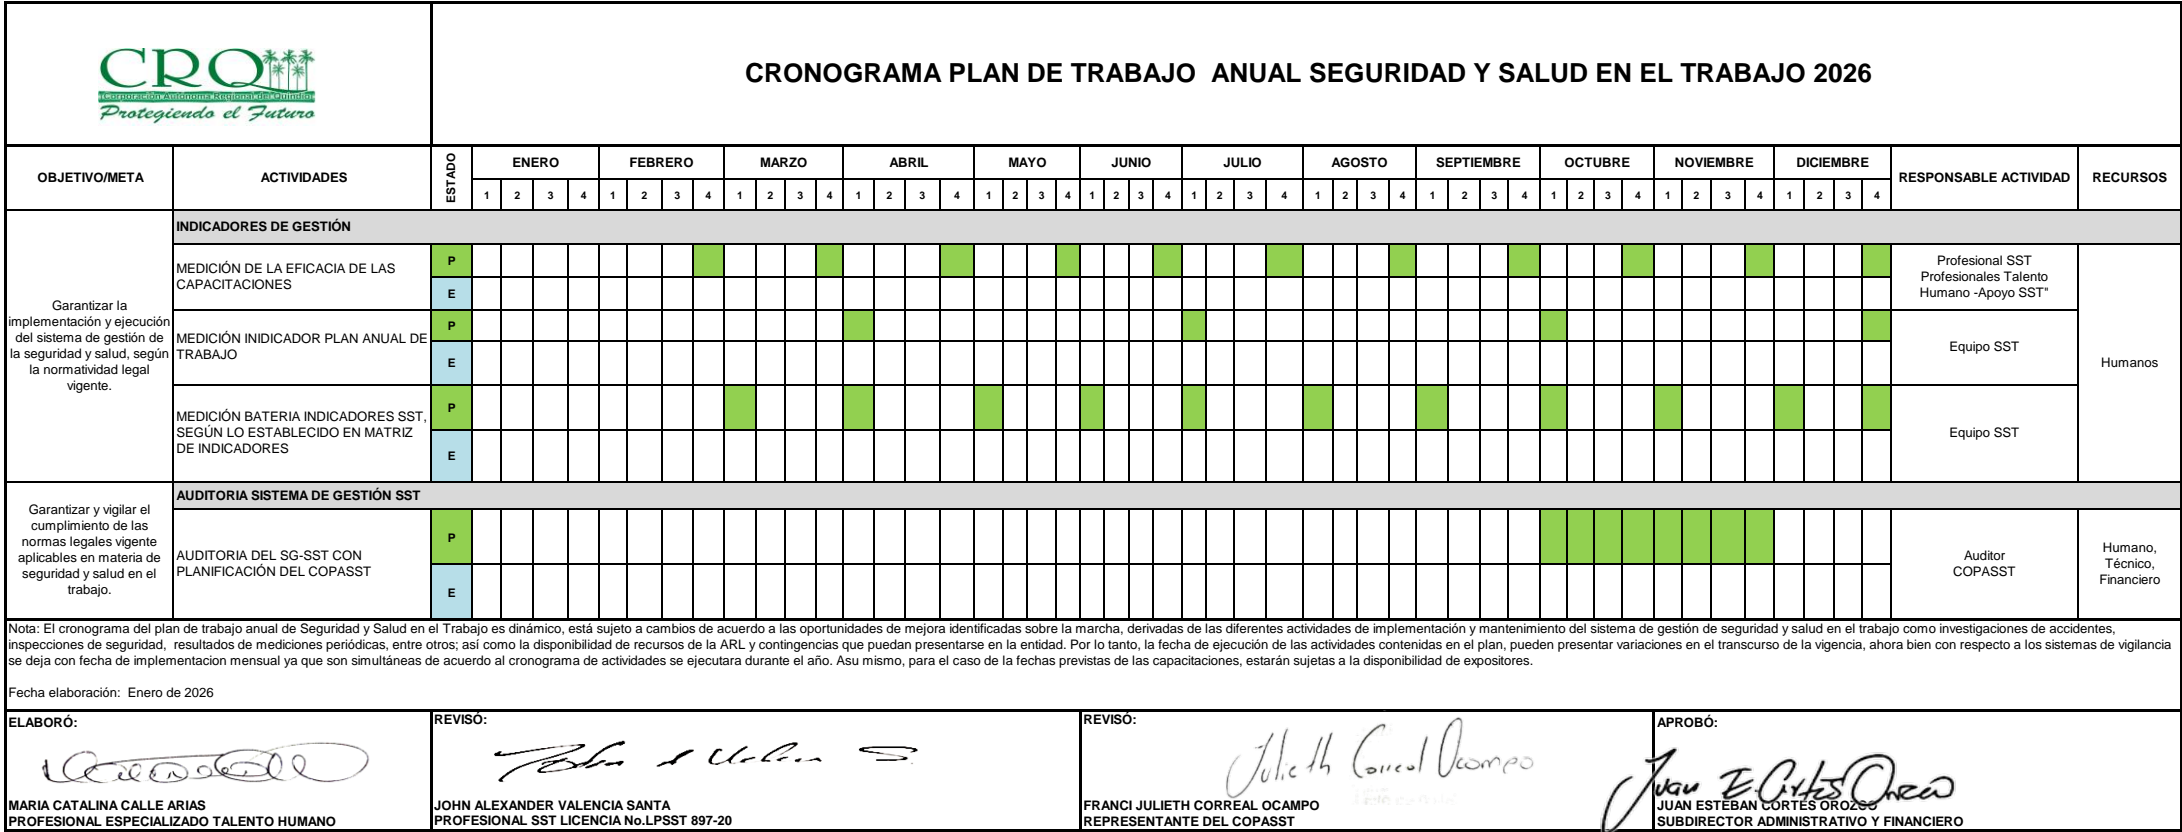 CRQ
Corporación Autónoma Regional del Quindío
Protegiendo el Futuro
CRONOGRAMA PLAN DE TRABAJO ANUAL SEGURIDAD Y SALUD EN EL TRABAJO 2026
OBJETIVO/META
ACTIVIDADES
ESTADO
ENERO FEBRERO MARZO ABRIL MAYO JUNIO JULIO AGOSTO SEPTIEMBRE OCTUBRE NOVIEMBRE DICIEMBRE
RESPONSABLE ACTIVIDAD
RECURSOS
1 2 3 4 1 2 3 4 1 2 3 4 1 2 3 4 1 2 3 4 1 2 3 4 1 2 3 4 1 2 3 4 1 2 3 4 1 2 3 4 1 2 3 4 1 2 3 4
Garantizar la
implementación y ejecución
del sistema de gestión de
la seguridad y salud, según
la normatividad legal
vigente.
INDICADORES DE GESTIÓN
MEDICIÓN DE LA EFICACIA DE LAS
CAPACITACIONES
P
E
Profesional SST
Profesionales Talento
Humano -Apoyo SST"
Humanos
MEDICIÓN INIDICADOR PLAN ANUAL DE
TRABAJO
P
E
Equipo SST
MEDICIÓN BATERIA INDICADORES SST,
SEGÚN LO ESTABLECIDO EN MATRIZ
DE INDICADORES
P
E
Equipo SST
Garantizar y vigilar el
cumplimiento de las
normas legales vigente
aplicables en materia de
seguridad y salud en el
trabajo.
AUDITORIA SISTEMA DE GESTIÓN SST
AUDITORIA DEL SG-SST CON
PLANIFICACIÓN DEL COPASST
P
E
Auditor
COPASST
Humano,
Técnico,
Financiero
Nota: El cronograma del plan de trabajo anual de Seguridad y Salud en el Trabajo es dinámico, está sujeto a cambios de acuerdo a las oportunidades de mejora identificadas sobre la marcha, derivadas de las diferentes actividades de implementación y mantenimiento del sistema de gestión de seguridad y salud en el trabajo como investigaciones de accidentes,
inspecciones de seguridad, resultados de mediciones periódicas, entre otros; así como la disponibilidad de recursos de la ARL y contingencias que puedan presentarse en la entidad. Por lo tanto, la fecha de ejecución de las actividades contenidas en el plan, pueden presentar variaciones en el transcurso de la vigencia, ahora bien con respecto a los sistemas de vigilancia
se deja con fecha de implementacion mensual ya que son simultáneas de acuerdo al cronograma de actividades se ejecutara durante el año. Asu mismo, para el caso de la fechas previstas de las capacitaciones, estarán sujetas a la disponibilidad de expositores.
Fecha elaboración: Enero de 2026
ELABORÓ:
MARIA CATALINA CALLE ARIAS
PROFESIONAL ESPECIALIZADO TALENTO HUMANO
REVISÓ:
JOHN ALEXANDER VALENCIA SANTA
PROFESIONAL SST LICENCIA No.LPSST 897-20
REVISÓ:
Julieth Correal Ocampo
FRANCI JULIETH CORREAL OCAMPO
REPRESENTANTE DEL COPASST
APROBÓ:
Juan E. Cortés Orozco
JUAN ESTEBAN CORTÉS OROZCO
SUBDIRECTOR ADMINISTRATIVO Y FINANCIERO